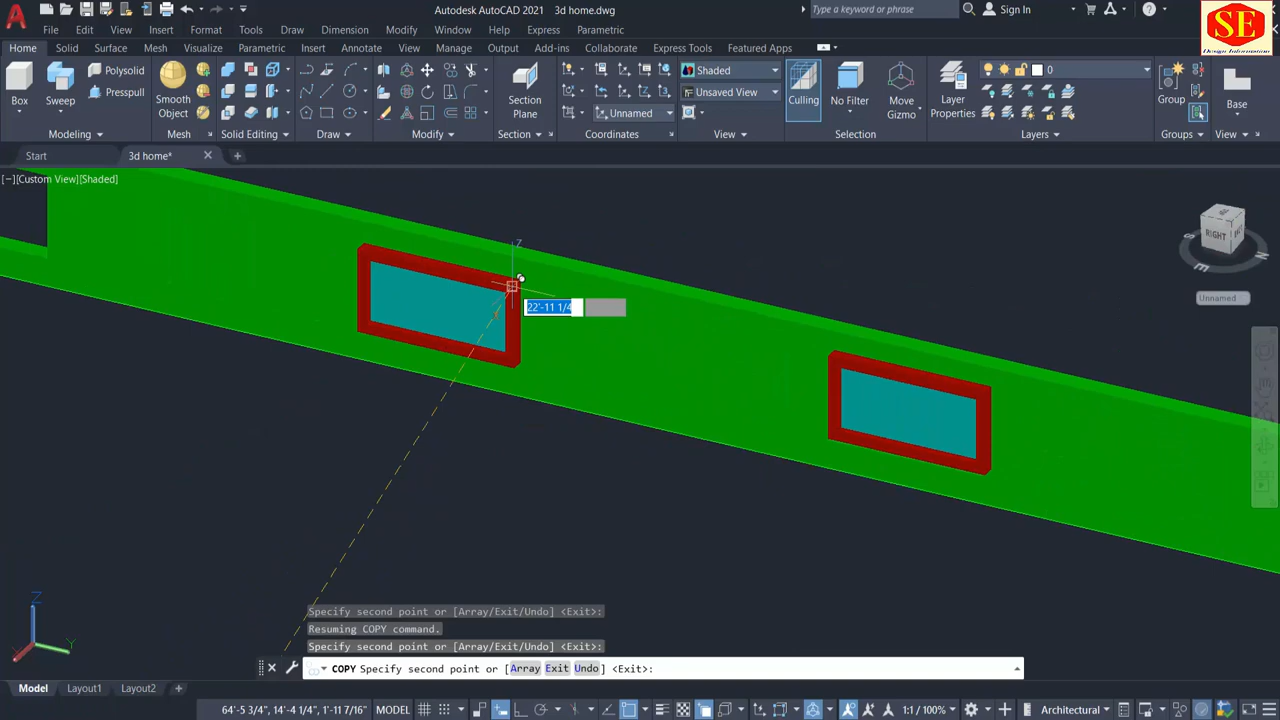 Autodesk AutoCAD 2021 3d home.dwg
Type a keyword or phrase
Sign In
SE
Design Information
File Edit View Insert Format Tools Draw Dimension Modify Window Help Express Parametric
Home Solid Surface Mesh Visualize Parametric Insert Annotate View Manage Output Add-ins Collaborate Express Tools Featured Apps
Box
Sweep
Polysolid
Presspull
Smooth
Object
Section
Plane
Unnamed
Shaded
Unsaved View
Culling
No Filter
Move
Gizmo
Layer
Properties
0
Group
Base
Modeling Mesh Solid Editing Draw Modify Section Coordinates View Selection Layers Groups View
Start 3d home*
[−][Custom View][Shaded]
Z
RIGHT
S
E
Unnamed
22'-11 1/4
Z
Y
X
Specify second point or [Array/Exit/Undo] <Exit>:
Resuming COPY command.
Specify second point or [Array/Exit/Undo] <Exit>:
COPY Specify second point or [Array Exit Undo] <Exit>:
Model Layout1 Layout2
64'-5 3/4", 14'-4 1/4", 1'-1 7/16" MODEL 1:1 / 100% Architectural